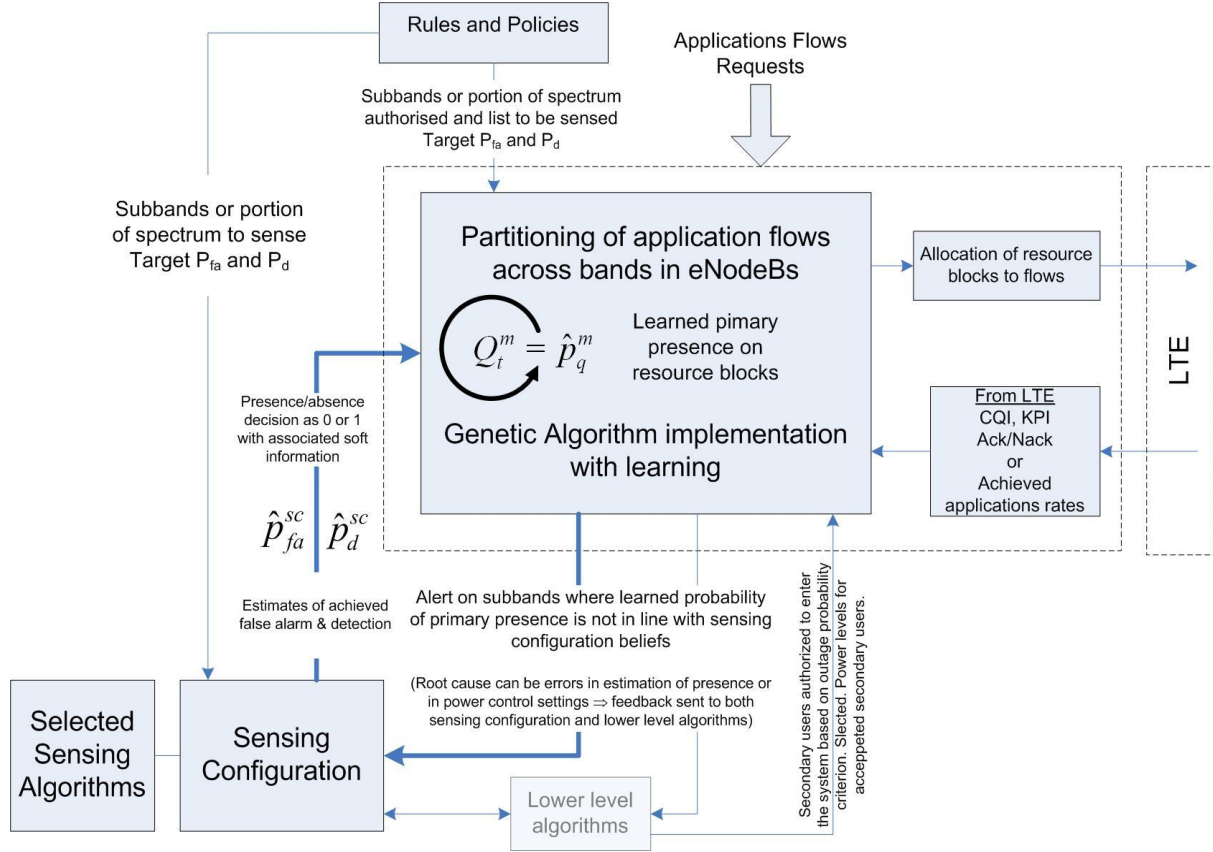 Rules and Policies
Applications Flows
Requests
Subbands or portion of spectrum
authorised and list to be sensed
Target P_fa and P_d
Subbands or portion
of spectrum to sense
Target P_fa and P_d
Partitioning of application flows
across bands in eNodeBs
Q_t^m = p̂_q^m
Learned pimary
presence on
resource blocks
Genetic Algorithm implementation
with learning
Allocation of resource
blocks to flows
LTE
From LTE
CQI, KPI
Ack/Nack
or
Achieved
applications rates
Presence/absence
decision as 0 or 1
with associated soft
information
p̂_fa^sc p̂_d^sc
Estimates of achieved
false alarm & detection
Alert on subbands where learned probability
of primary presence is not in line with sensing
configuration beliefs
(Root cause can be errors in estimation of presence or
in power control settings ⇒ feedback sent to both
sensing configuration and lower level algorithms)
Secondary users authorized to enter
the system based on outage probability
criterion. Slected. Power levels for
acceppeted secondary users.
Selected
Sensing
Algorithms
Sensing
Configuration
Lower level
algorithms